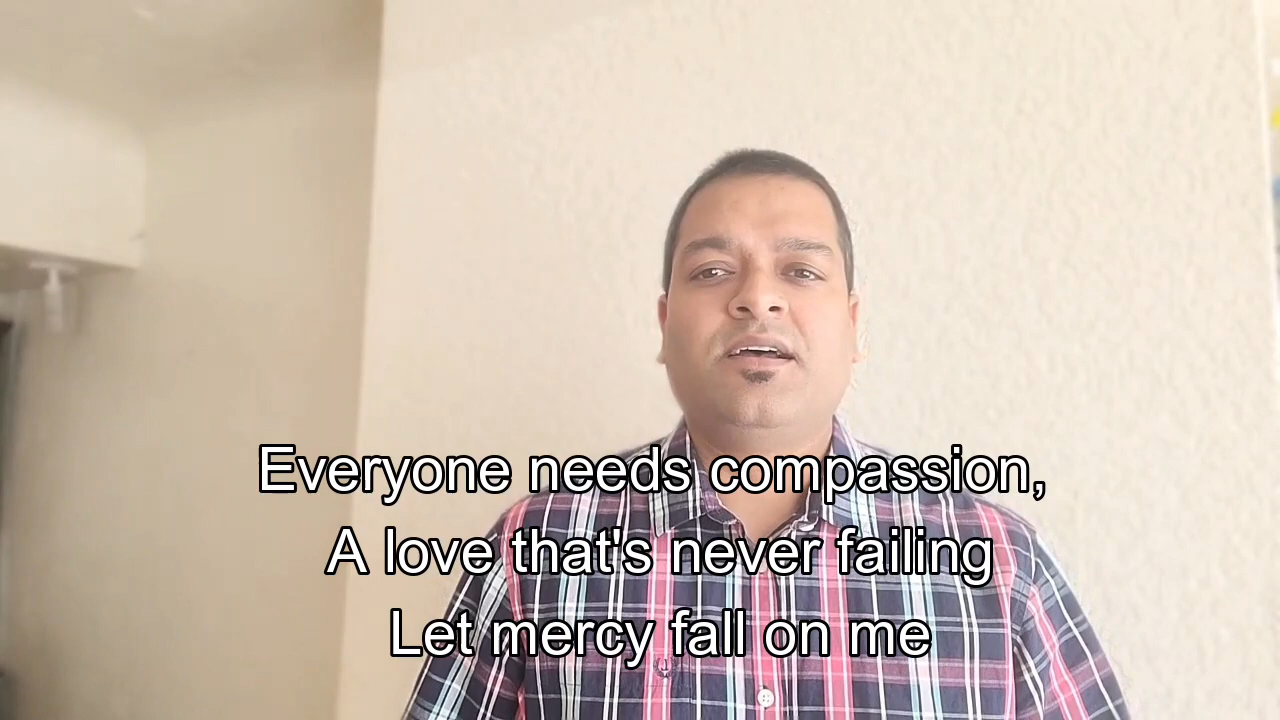 Everyone needs compassion,
A love that's never failing
Let mercy fall on me